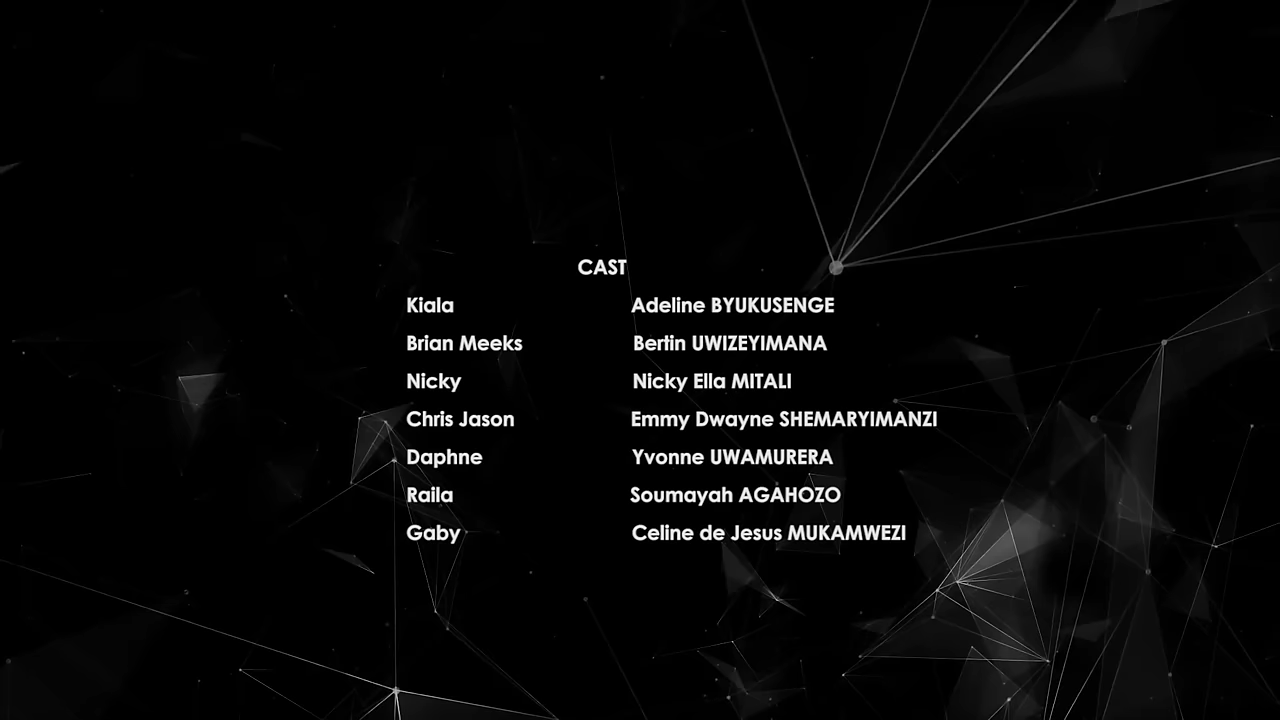 CAST
Kiala Adeline BYUKUSENGE
Brian Meeks Bertin UWIZEYIMANA
Nicky Nicky Ella MITALI
Chris Jason Emmy Dwayne SHEMARYIMANZI
Daphne Yvonne UWAMURERA
Raila Soumayah AGAHOZO
Gaby Celine de Jesus MUKAMWEZI